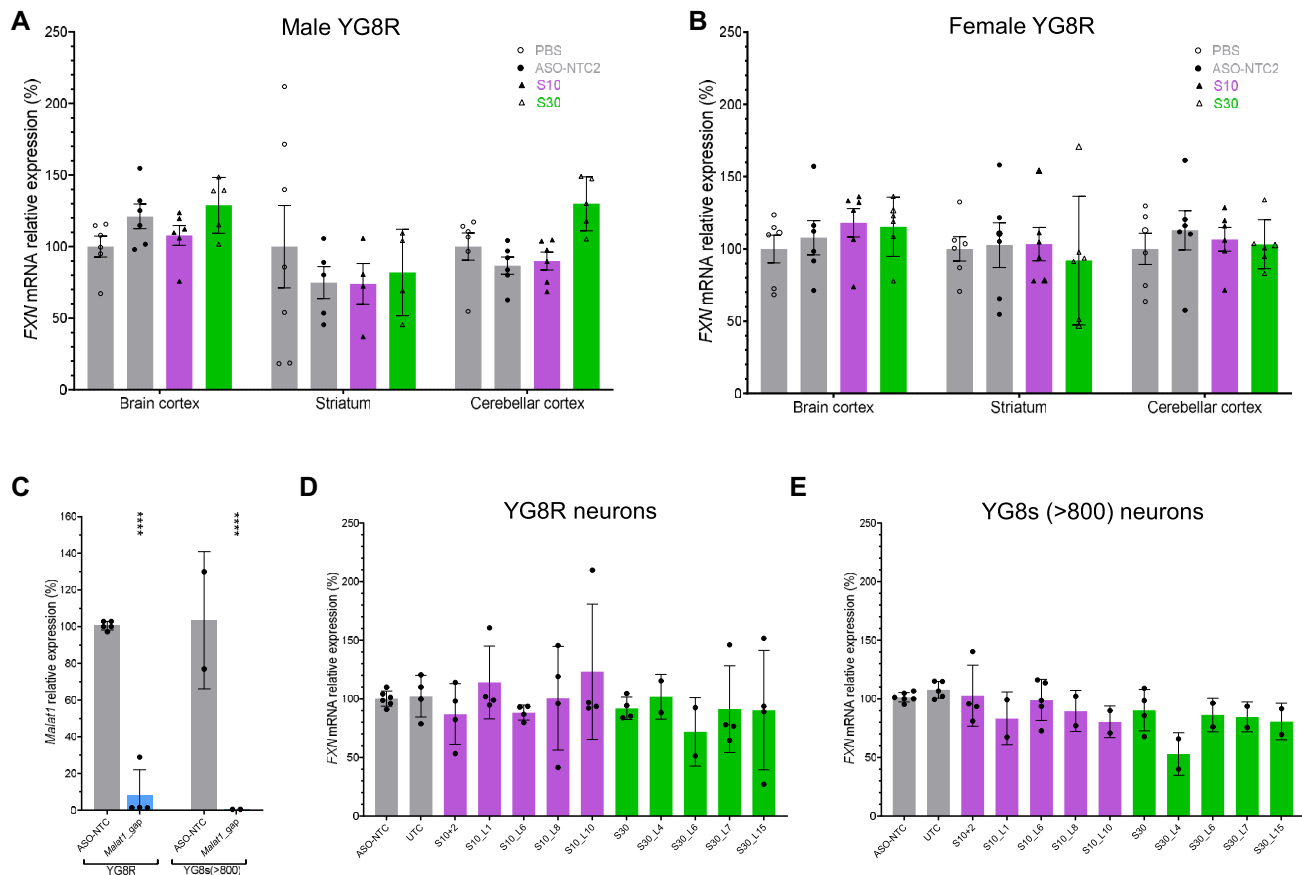 A
Male YG8R
FXN mRNA relative expression (%)
250
200
150
100
50
0
PBS
ASO-NTC2
S10
S30
Brain cortex
Striatum
Cerebellar cortex
B
Female YG8R
FXN mRNA relative expression (%)
250
200
150
100
50
0
PBS
ASO-NTC2
S10
S30
Brain cortex
Striatum
Cerebellar cortex
C
Malat1 relative expression (%)
160
140
120
100
80
60
40
20
0
****
****
ASO-NTC
Malat1_gap
ASO-NTC
Malat1_gap
YG8R
YG8s(>800)
D
YG8R neurons
FXN mRNA relative expression (%)
250
200
150
100
50
0
ASO-NTC
UTC
S10+2
S10_L1
S10_L6
S10_L8
S10_L10
S30
S30_L4
S30_L6
S30_L7
S30_L15
E
YG8s (>800) neurons
FXN mRNA relative expression (%)
250
200
150
100
50
0
ASO-NTC
UTC
S10+2
S10_L1
S10_L6
S10_L8
S10_L10
S30
S30_L4
S30_L6
S30_L7
S30_L15